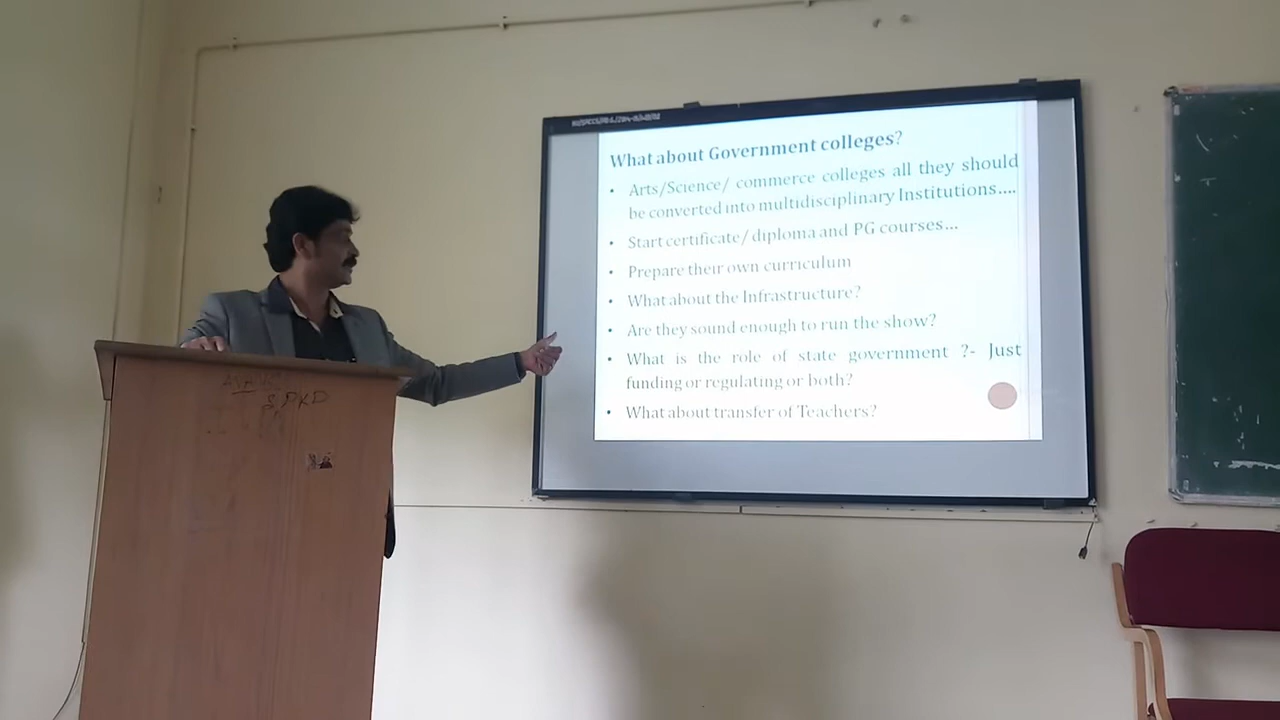 What about Government colleges?
• Arts/Science/ commerce colleges all they should
be converted into multidisciplinary Institutions....
• Start certificate/ diploma and PG courses...
• Prepare their own curriculum
• What about the Infrastructure?
• Are they sound enough to run the show?
• What is the role of state government ?- Just
funding or regulating or both?
• What about transfer of Teachers?